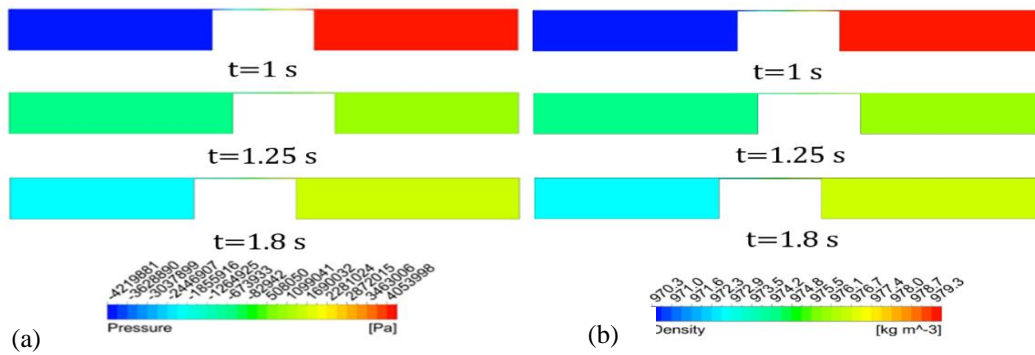 t=1 s
t=1.25 s
t=1.8 s
-4219881 -3628890 -3037899 -2446907 -1855916 -1264925 -673933 -82942 508050 1099041 1690032 2281024 2872015 3463006 4053998
Pressure [Pa]
(a)
t=1 s
t=1.25 s
t=1.8 s
970.3 971.0 971.6 972.3 972.9 973.5 974.2 974.8 975.5 976.1 976.7 977.4 978.0 978.7 979.3
Density [kg m^-3]
(b)